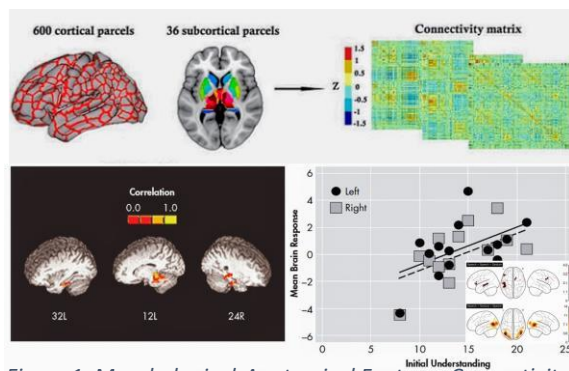 600 cortical parcels
36 subcortical parcels
Connectivity matrix
Z
1.5
1
0.5
0
-0.5
-1
-1.5
Correlation
0.0 1.0
32L
12L
24R
Mean Brain Response
6
4
2
0
−2
−4
−6
Left
Right
0
5
10
15
20
25
Initial Understanding